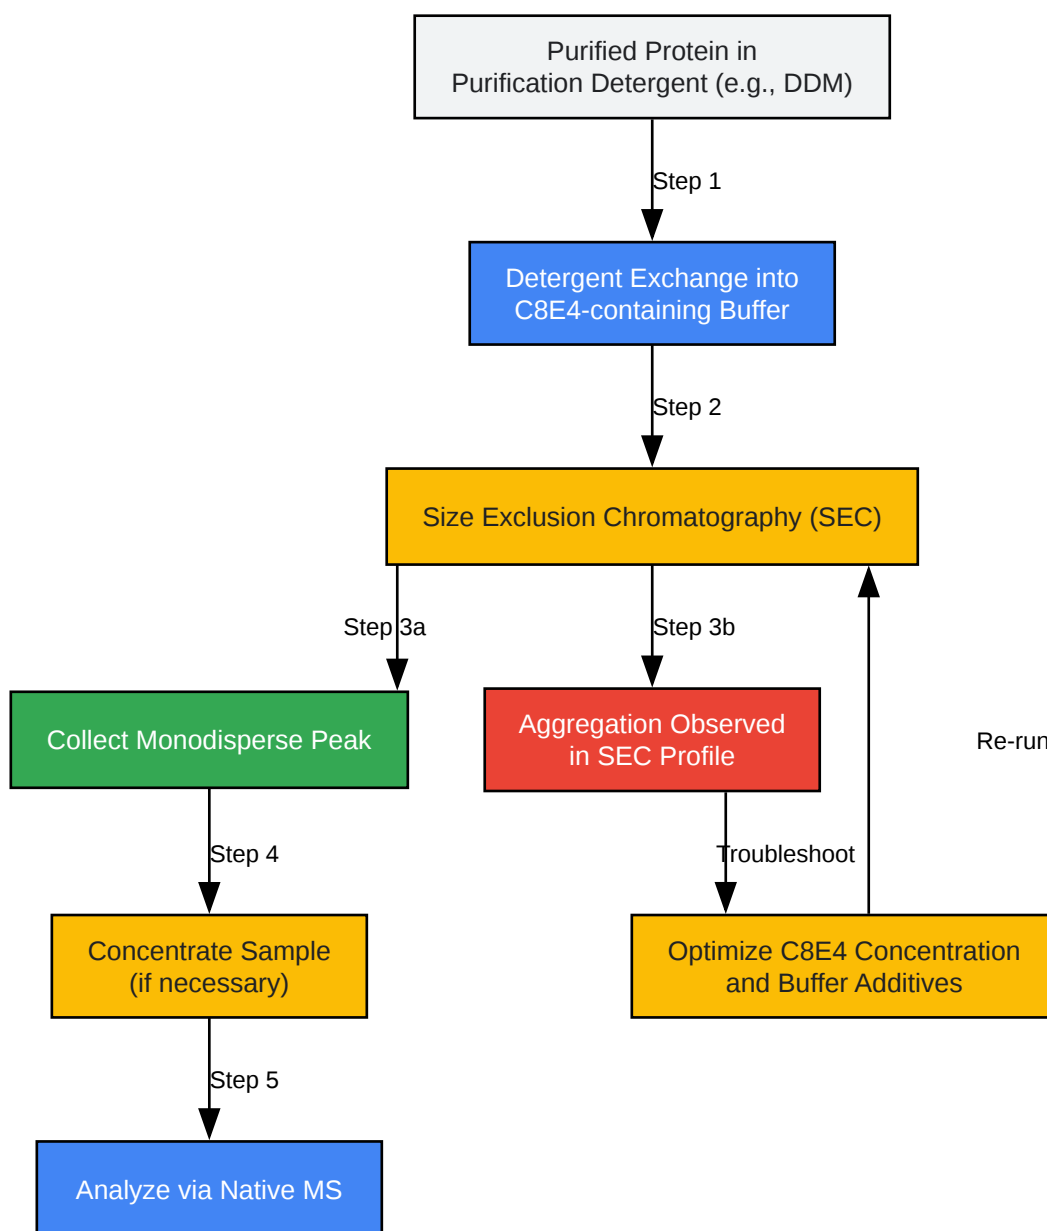 Purified Protein in
Purification Detergent (e.g., DDM)
Step 1
Detergent Exchange into
C8E4-containing Buffer
Step 2
Size Exclusion Chromatography (SEC)
Step 3a
Step 3b
Collect Monodisperse Peak
Aggregation Observed
in SEC Profile
Re-run
Step 4
Troubleshoot
Concentrate Sample
(if necessary)
Optimize C8E4 Concentration
and Buffer Additives
Step 5
Analyze via Native MS